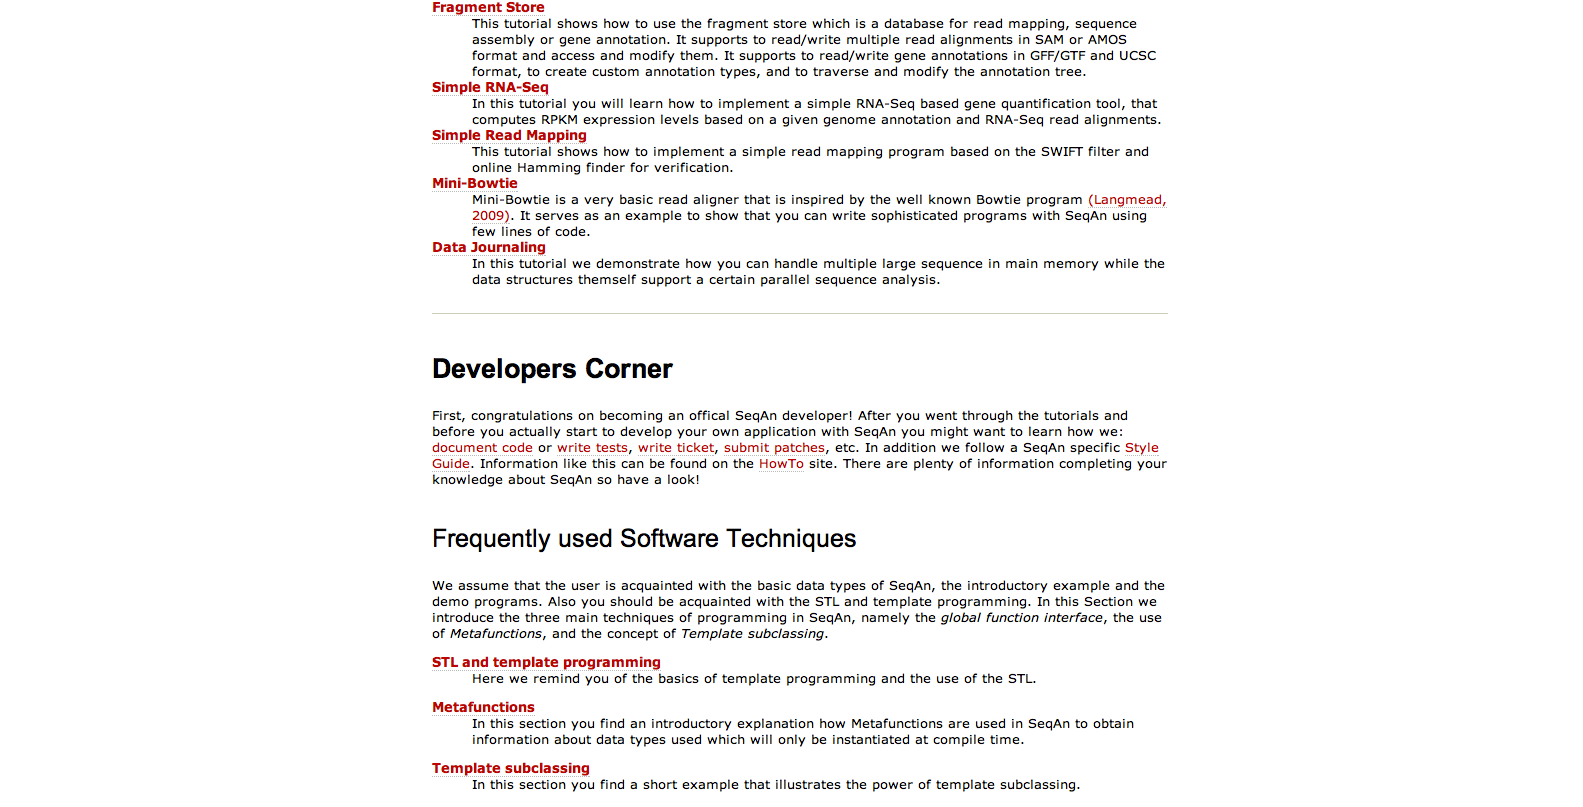 Fragment Store
This tutorial shows how to use the fragment store which is a database for read mapping, sequence
assembly or gene annotation. It supports to read/write multiple read alignments in SAM or AMOS
format and access and modify them. It supports to read/write gene annotations in GFF/GTF and UCSC
format, to create custom annotation types, and to traverse and modify the annotation tree.
Simple RNA-Seq
In this tutorial you will learn how to implement a simple RNA-Seq based gene quantification tool, that
computes RPKM expression levels based on a given genome annotation and RNA-Seq read alignments.
Simple Read Mapping
This tutorial shows how to implement a simple read mapping program based on the SWIFT filter and
online Hamming finder for verification.
Mini-Bowtie
Mini-Bowtie is a very basic read aligner that is inspired by the well known Bowtie program (Langmead,
2009). It serves as an example to show that you can write sophisticated programs with SeqAn using
few lines of code.
Data Journaling
In this tutorial we demonstrate how you can handle multiple large sequence in main memory while the
data structures themself support a certain parallel sequence analysis.
Developers Corner
First, congratulations on becoming an offical SeqAn developer! After you went through the tutorials and
before you actually start to develop your own application with SeqAn you might want to learn how we:
document code or write tests, write ticket, submit patches, etc. In addition we follow a SeqAn specific Style
Guide. Information like this can be found on the HowTo site. There are plenty of information completing your
knowledge about SeqAn so have a look!
Frequently used Software Techniques
We assume that the user is acquainted with the basic data types of SeqAn, the introductory example and the
demo programs. Also you should be acquainted with the STL and template programming. In this Section we
introduce the three main techniques of programming in SeqAn, namely the global function interface, the use
of Metafunctions, and the concept of Template subclassing.
STL and template programming
Here we remind you of the basics of template programming and the use of the STL.
Metafunctions
In this section you find an introductory explanation how Metafunctions are used in SeqAn to obtain
information about data types used which will only be instantiated at compile time.
Template subclassing
In this section you find a short example that illustrates the power of template subclassing.